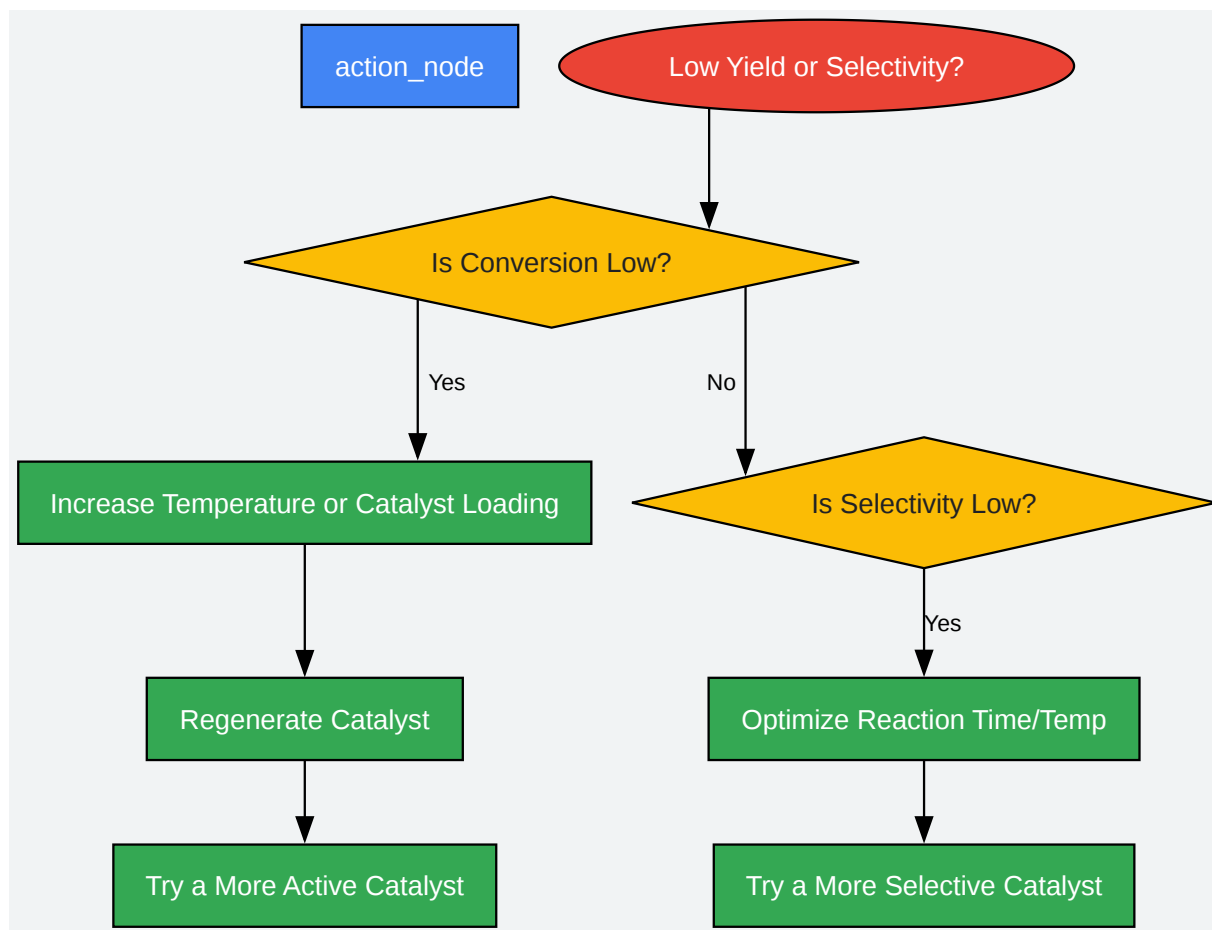 action_node
Low Yield or Selectivity?
Is Conversion Low?
Yes
No
Increase Temperature or Catalyst Loading
Is Selectivity Low?
Yes
Regenerate Catalyst
Optimize Reaction Time/Temp
Try a More Active Catalyst
Try a More Selective Catalyst